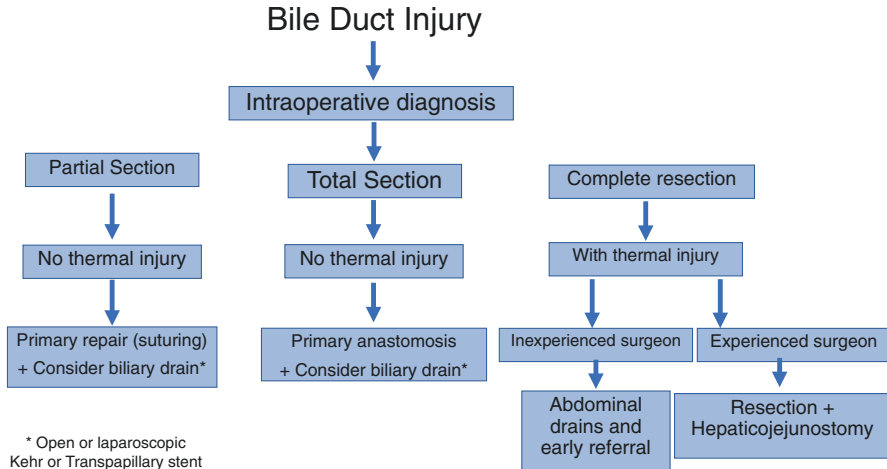 Bile Duct Injury
Intraoperative diagnosis
Partial Section
Total Section
Complete resection
No thermal injury
No thermal injury
With thermal injury
Primary repair (suturing)
+ Consider biliary drain*
Primary anastomosis
+ Consider biliary drain*
Inexperienced surgeon
Experienced surgeon
Abdominal
drains and
early referral
Resection +
Hepaticojejunostomy
* Open or laparoscopic
Kehr or Transpapillary stent